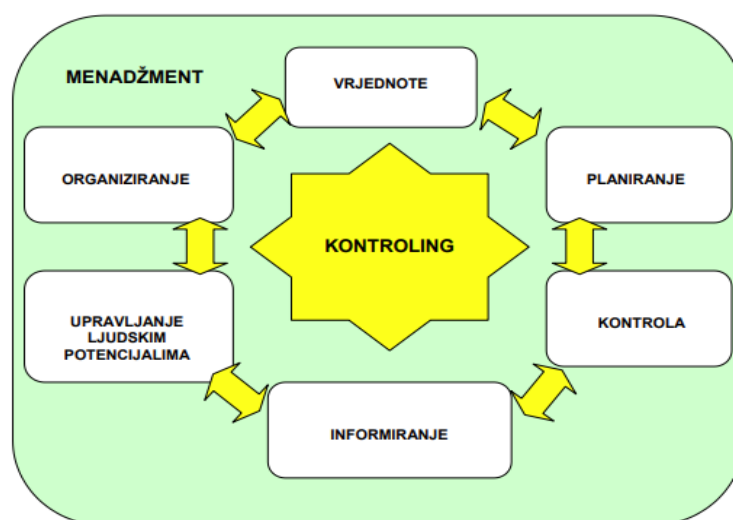 MENADŽMENT
VRJEDNOTE
ORGANIZIRANJE
PLANIRANJE
KONTROLING
UPRAVLJANJE
LJUDSKIM
POTENCIJALIMA
KONTROLA
INFORMIRANJE